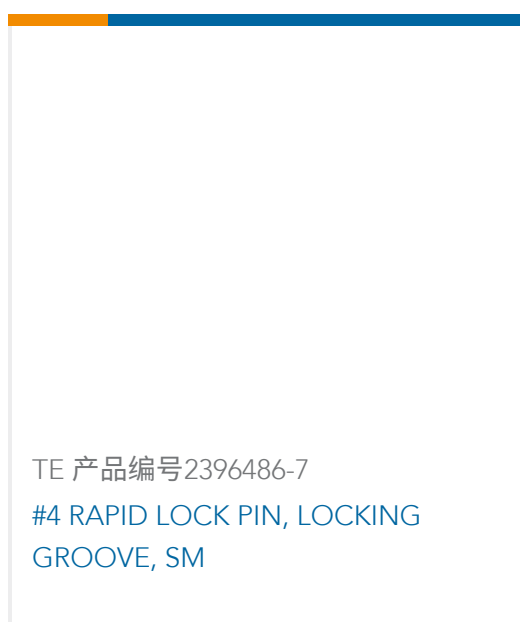 TE 产品编号2396486-7
#4 RAPID LOCK PIN, LOCKING
GROOVE, SM